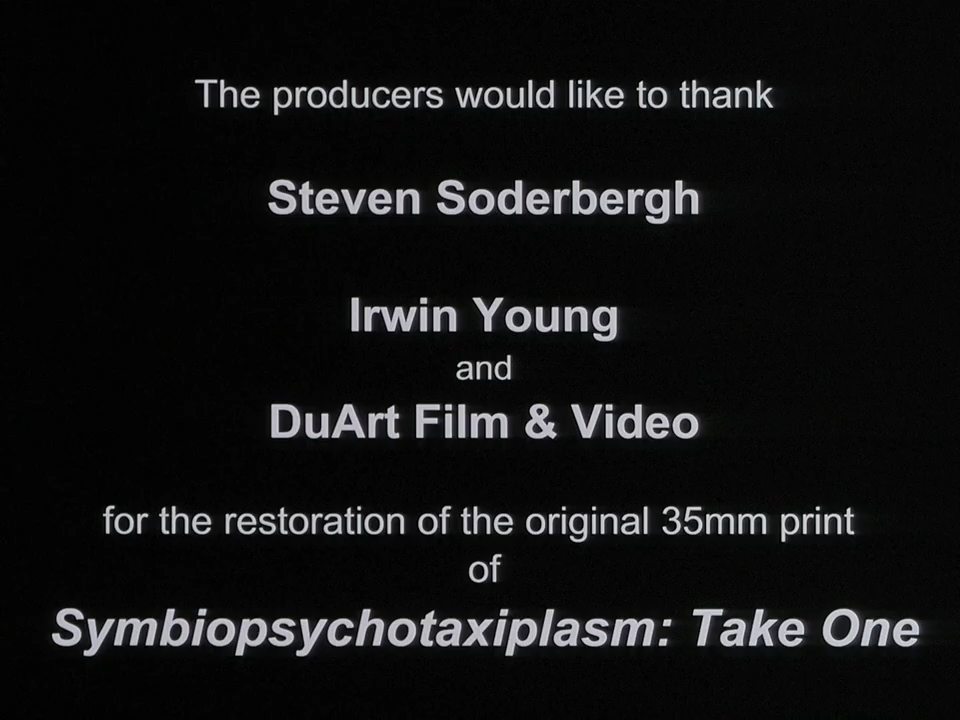 The producers would like to thank
Steven Soderbergh
Irwin Young
and
DuArt Film & Video
for the restoration of the original 35mm print
of
Symbiopsychotaxiplasm: Take One